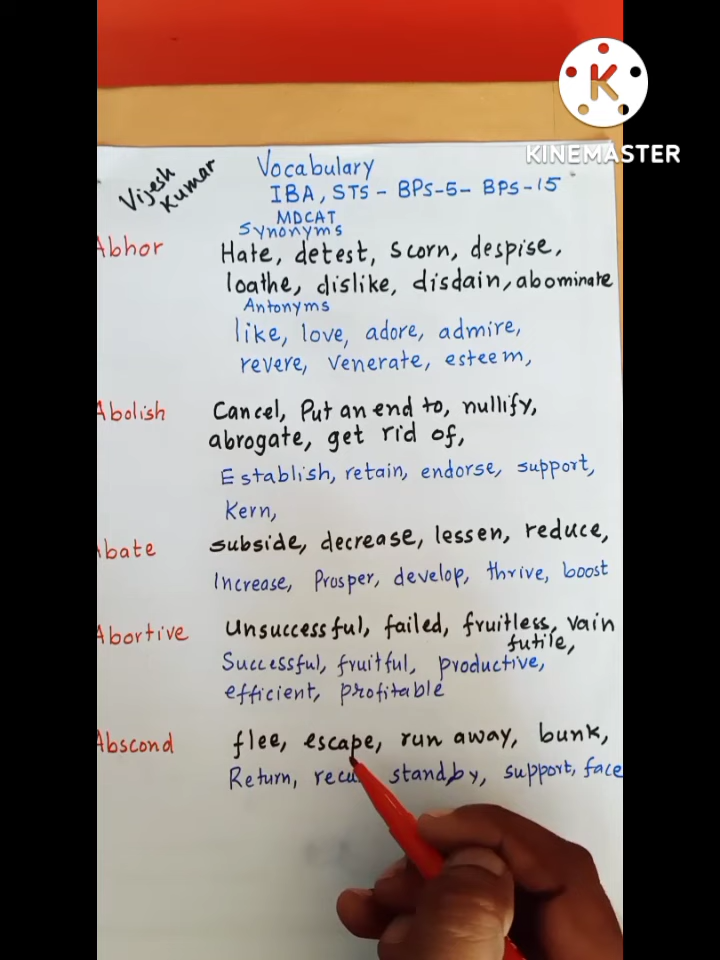 KINEMASTER
Vijesh Kumar
Vocabulary
IBA, STS - BPS-5- BPS-15
MDCAT
Synonyms
Abhor Hate, detest, scorn, despise,
loathe, dislike, disdain, abominate
Antonyms
like, love, adore, admire,
revere, venerate, esteem,
Abolish Cancel, Put an end to, nullify,
abrogate, get rid of,
Establish, retain, endorse, support,
Kern,
bate subside, decrease, lessen, reduce,
Increase, Prosper, develop, thrive, boost
Abortive Unsuccessful, failed, fruitless, vain
futile,
Successful, fruitful, productive,
efficient, profitable
Abscond flee, escape, run away, bunk,
Return, standby, support, face